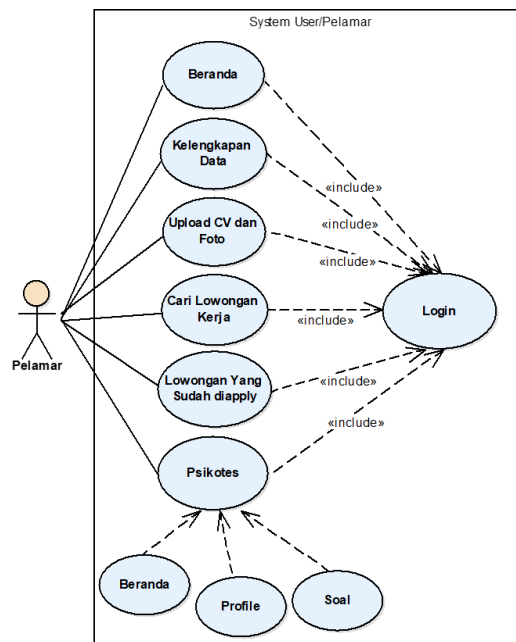 System User/Pelamar
Beranda
Kelengkapan
Data
«include»
«include»
Upload CV dan
Foto
«include»
Cari Lowongan
Kerja
«include»
Login
Pelamar
Lowongan Yang
Sudah diapply
«include»
«include»
Psikotes
Beranda
Profile
Soal